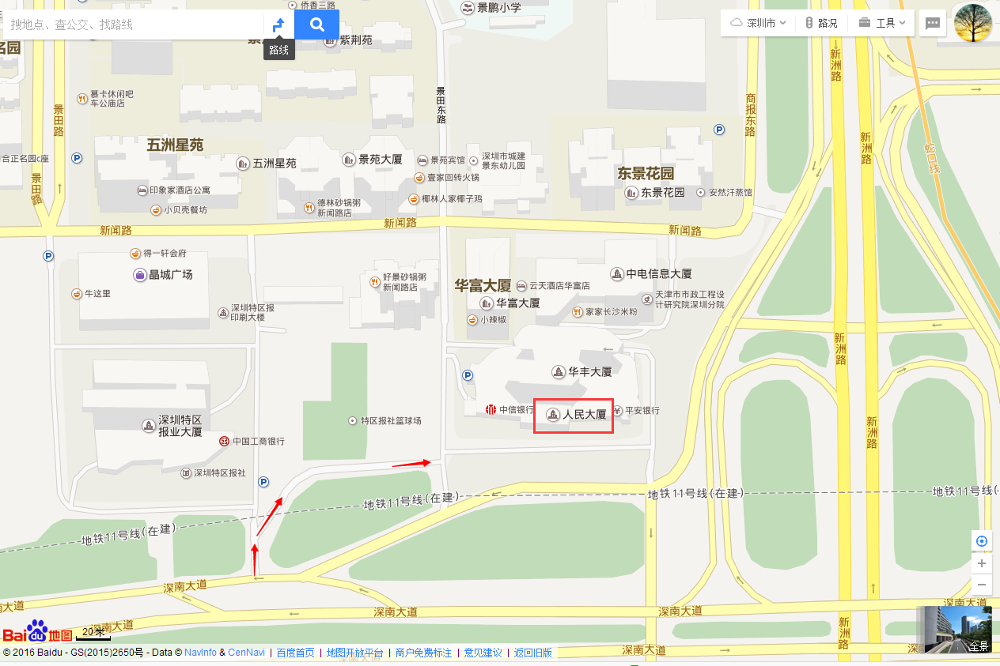 侨香三路
景鹏小学
搜地点、查公交、找路线
路线
紫荆苑
深圳市
路况
工具
名园
新洲路
慕卡休闲吧
车公庙店
景田路
景田东路
商报东路
新洲路
蛇口线
五洲星苑
合正名园c座
五洲星苑
景苑大厦
景苑宾馆
深圳市城建
景东幼儿园
东景花园
东景花园
安然汗蒸馆
景田路
印象家酒店公寓
壹家回转火锅
小贝壳餐坊
德林砂锅粥
新闻路店
椰林人家椰子鸡
新闻路
新闻路
新闻路
得一轩会府
晶城广场
牛这里
好景砂锅粥
新闻路店
华富大厦
云天酒店华富店
中电信息大厦
华富大厦
天津市市政工程设
计研究院深圳分院
深圳特区报
印刷大楼
小辣椒
家家长沙米粉
新洲路
华丰大厦
中信银行
人民大厦
平安银行
深圳特区
报业大厦
特区报社篮球场
中国工商银行
新洲路
深圳特区报社
地铁11号线(在建)
地铁11号线(在建)
地铁11号线(在建)
地铁11号线(
深南大道
深南大道
深南大道
深南大道
大道
深南大道
新洲路
深南大道
深
Bai du 地图
20米
全景
© 2016 Baidu - GS(2015)2650号 - Data © NavInfo & CenNavi | 百度首页 | 地图开放平台 | 商户免费标注 | 意见建议 | 返回旧版